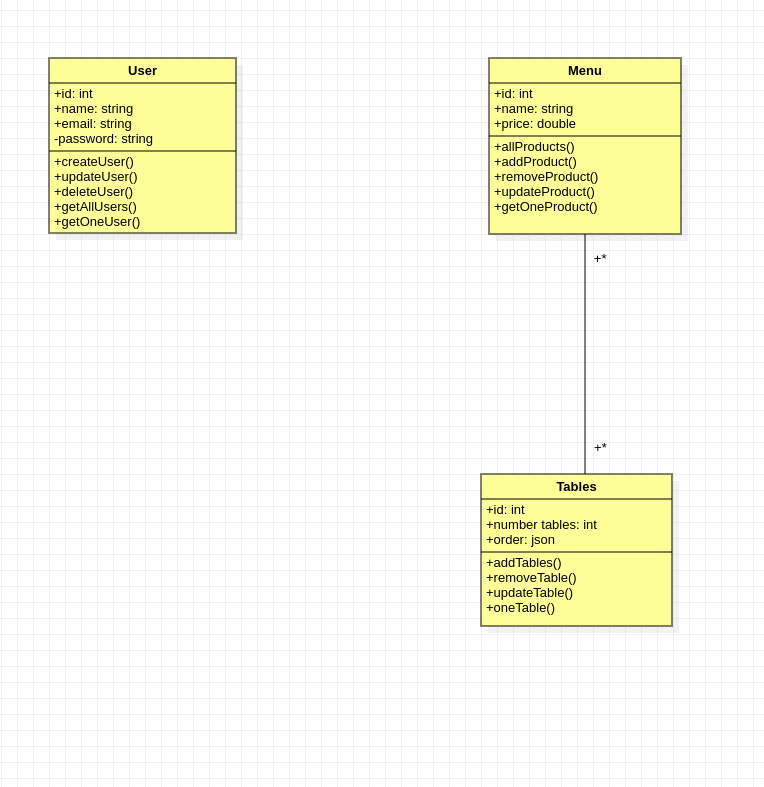 User
+id: int
+name: string
+email: string
-password: string
+createUser()
+updateUser()
+deleteUser()
+getAllUsers()
+getOneUser()
Menu
+id: int
+name: string
+price: double
+allProducts()
+addProduct()
+removeProduct()
+updateProduct()
+getOneProduct()
+*
+*
Tables
+id: int
+number tables: int
+order: json
+addTables()
+removeTable()
+updateTable()
+oneTable()